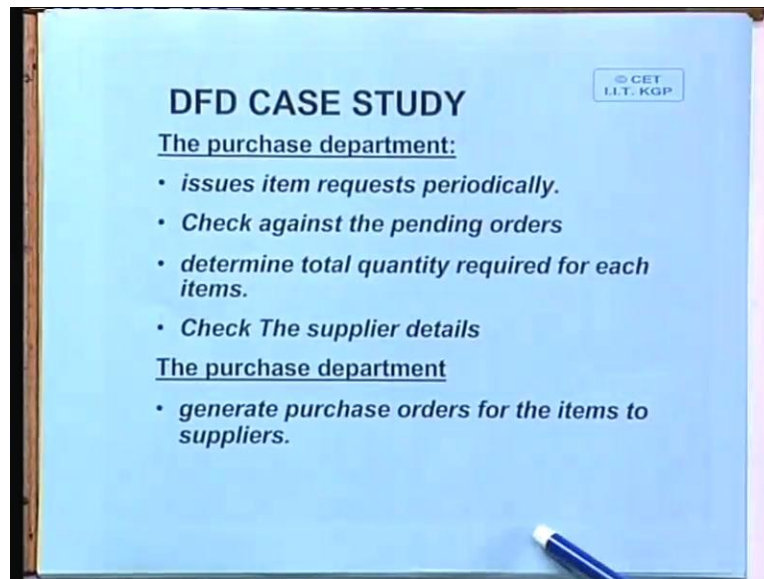 © CET
I.I.T. KGP
DFD CASE STUDY
The purchase department:
• issues item requests periodically.
• Check against the pending orders
• determine total quantity required for each
items.
• Check The supplier details
The purchase department
• generate purchase orders for the items to
suppliers.